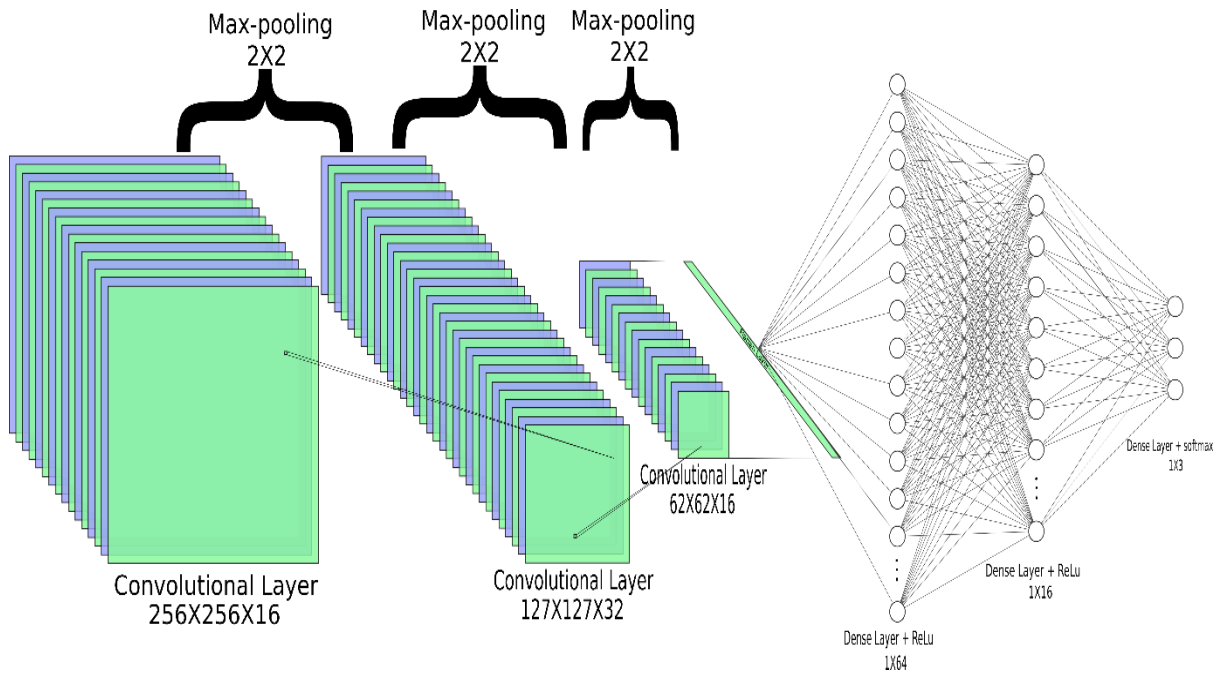 Max-pooling
2X2
Max-pooling
2X2
Max-pooling
2X2
Convolutional Layer
256X256X16
Convolutional Layer
127X127X32
Convolutional Layer
62X62X16
Dense Layer + ReLu
1X64
Dense Layer + ReLu
1X16
Dense Layer + softmax
1X3